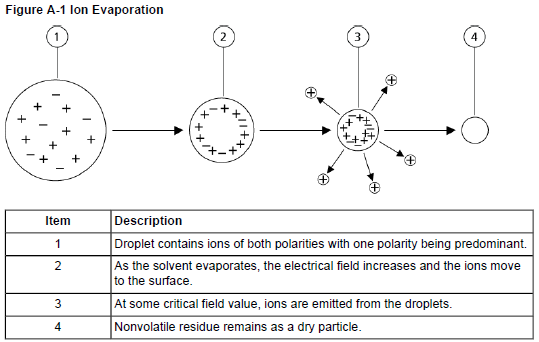 Figure A-1 Ion Evaporation
1 2 3 4
Item Description
1 Droplet contains ions of both polarities with one polarity being predominant.
2 As the solvent evaporates, the electrical field increases and the ions move
to the surface.
3 At some critical field value, ions are emitted from the droplets.
4 Nonvolatile residue remains as a dry particle.